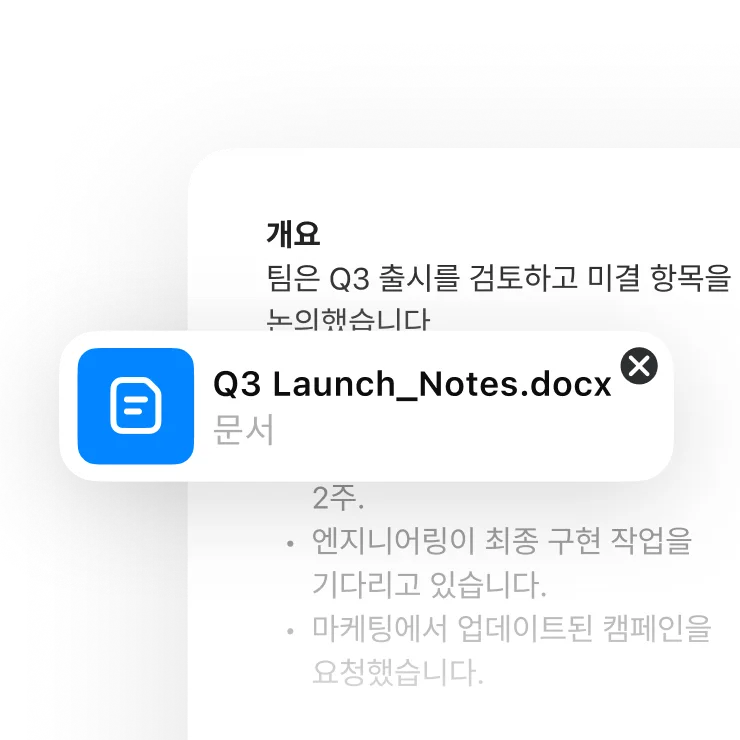 개요
팀은 Q3 출시를 검토하고 미결 항목을
논의했습니다
Q3 Launch_Notes.docx
문서
2주.
• 엔지니어링이 최종 구현 작업을
기다리고 있습니다.
• 마케팅에서 업데이트된 캠페인을
요청했습니다.